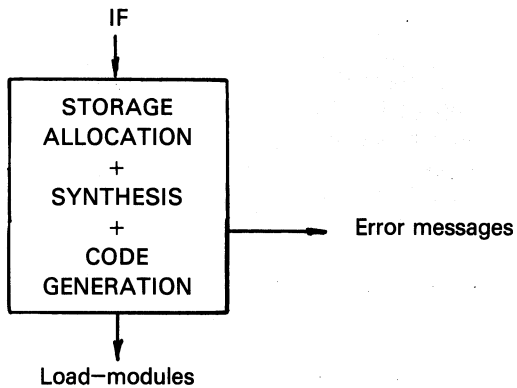 IF
STORAGE
ALLOCATION
+
SYNTHESIS
+
CODE
GENERATION
Error messages
Load-modules